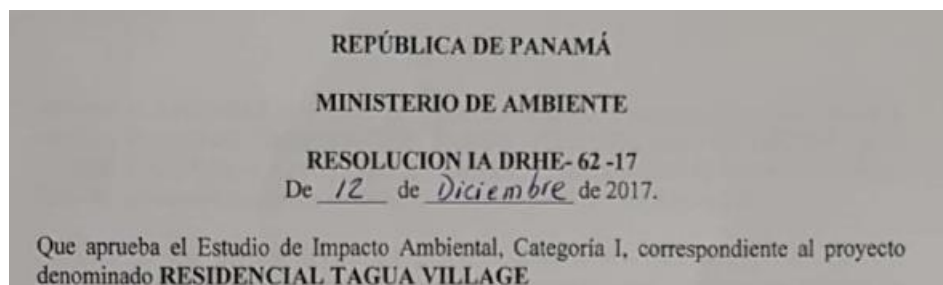 REPÚBLICA DE PANAMÁ
MINISTERIO DE AMBIENTE
RESOLUCION IA DRHE- 62 -17
De 12 de Diciembre de 2017.
Que aprueba el Estudio de Impacto Ambiental, Categoría I, correspondiente al proyecto
denominado RESIDENCIAL TAGUA VILLAGE